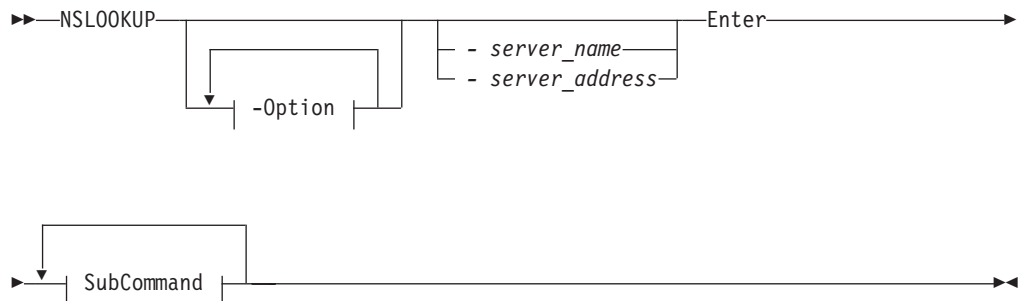 NSLOOKUP Enter
- server_name
- server_address
-Option
SubCommand